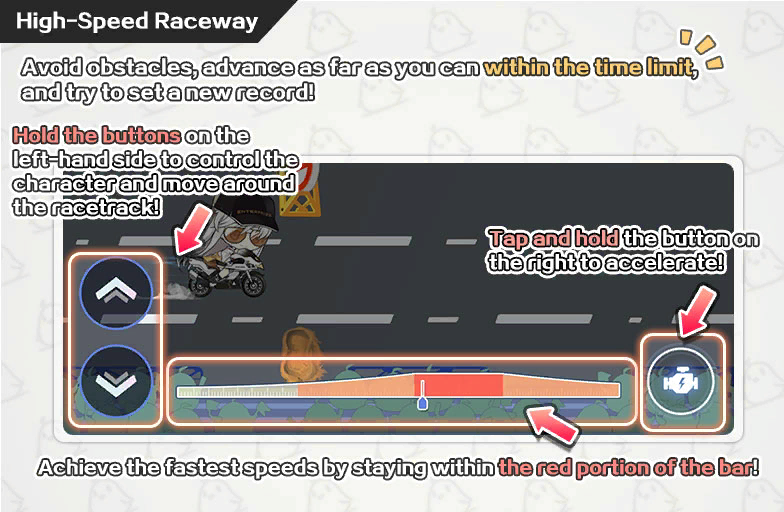 High-Speed Raceway
Avoid obstacles, advance as far as you can within the time limit,
and try to set a new record!
Hold the buttons on the
left-hand side to control the
character and move around
the racetrack!
Tap and hold the button on
the right to accelerate!
Achieve the fastest speeds by staying within the red portion of the bar!